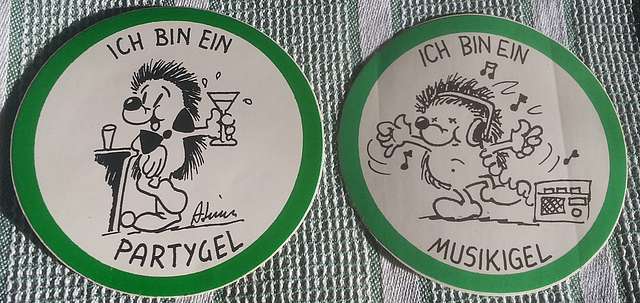 ICH BIN EIN
PARTYGEL
ICH BIN EIN
MUSIKIGEL